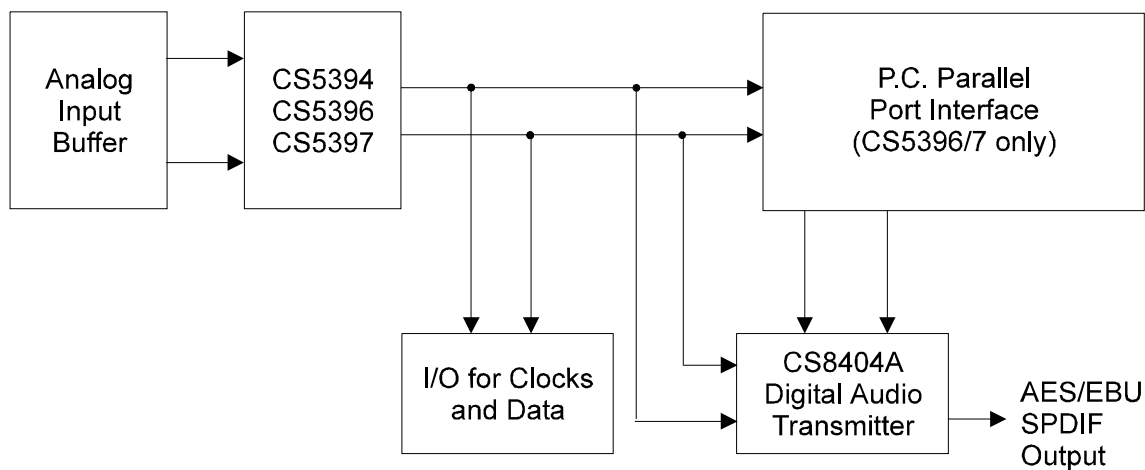 Analog
Input
Buffer
CS5394
CS5396
CS5397
P.C. Parallel
Port Interface
(CS5396/7 only)
I/O for Clocks
and Data
CS8404A
Digital Audio
Transmitter
AES/EBU
SPDIF
Output